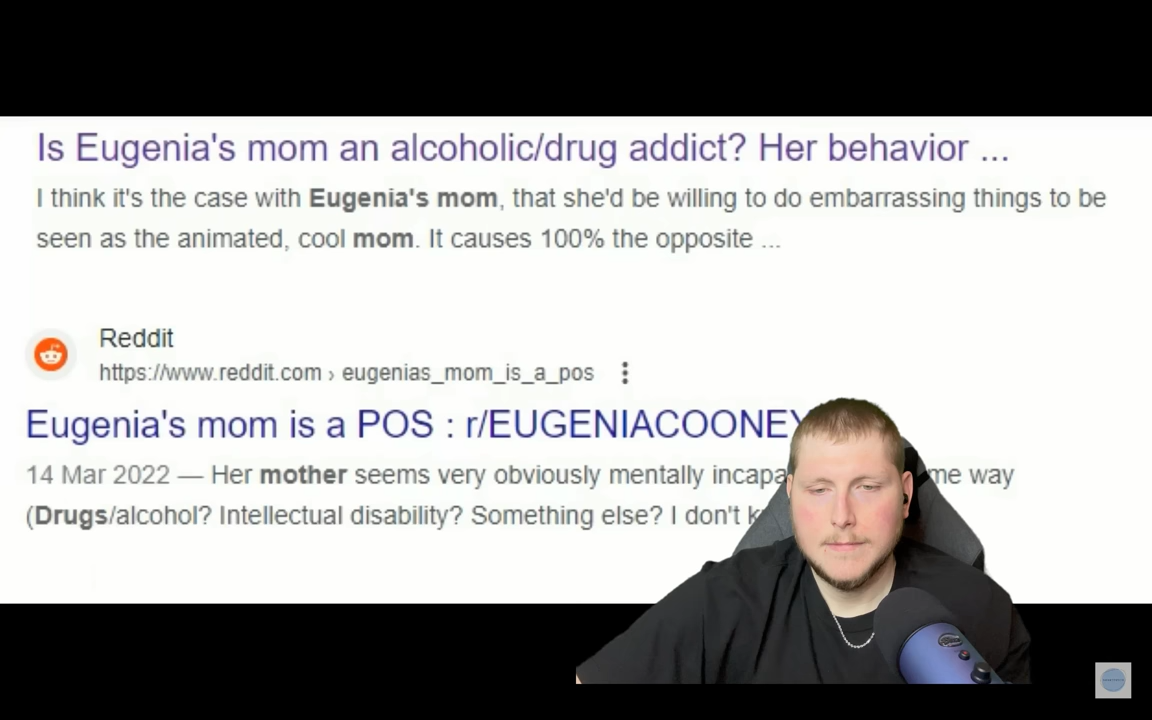 Is Eugenia's mom an alcoholic/drug addict? Her behavior ...
I think it's the case with Eugenia's mom, that she'd be willing to do embarrassing things to be
seen as the animated, cool mom. It causes 100% the opposite ...
Reddit
https://www.reddit.com › eugenias_mom_is_a_pos
Eugenia's mom is a POS : r/EUGENIACOONEY
14 Mar 2022 — Her mother seems very obviously mentally way
(Drugs/alcohol? Intellectual disability? Something else? I don't